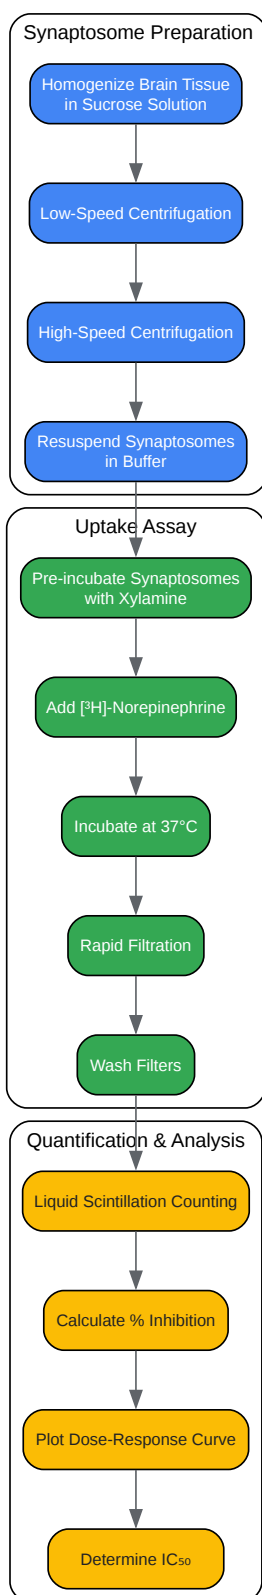 Synaptosome Preparation
Homogenize Brain Tissue
in Sucrose Solution
Low-Speed Centrifugation
High-Speed Centrifugation
Resuspend Synaptosomes
in Buffer
Uptake Assay
Pre-incubate Synaptosomes
with Xylamine
Add [³H]-Norepinephrine
Incubate at 37°C
Rapid Filtration
Wash Filters
Quantification & Analysis
Liquid Scintillation Counting
Calculate % Inhibition
Plot Dose-Response Curve
Determine IC₅₀